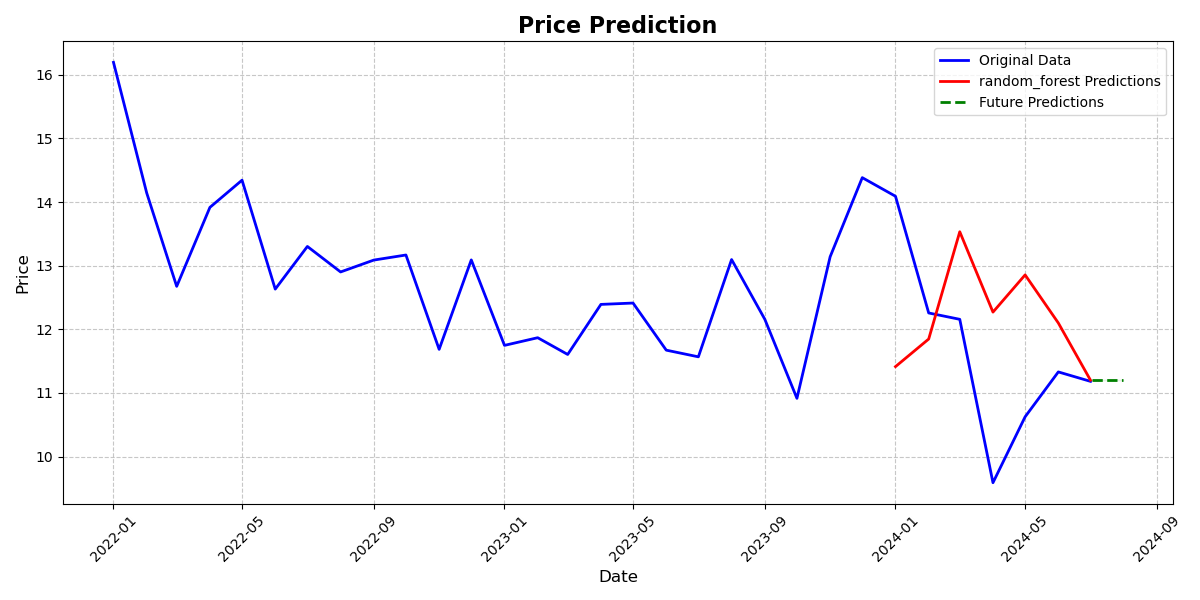 Price Prediction
Original Data
random_forest Predictions
Future Predictions
Price
16
15
14
13
12
11
10
2022-01
2022-05
2022-09
2023-01
2023-05
2023-09
2024-01
2024-05
2024-09
Date